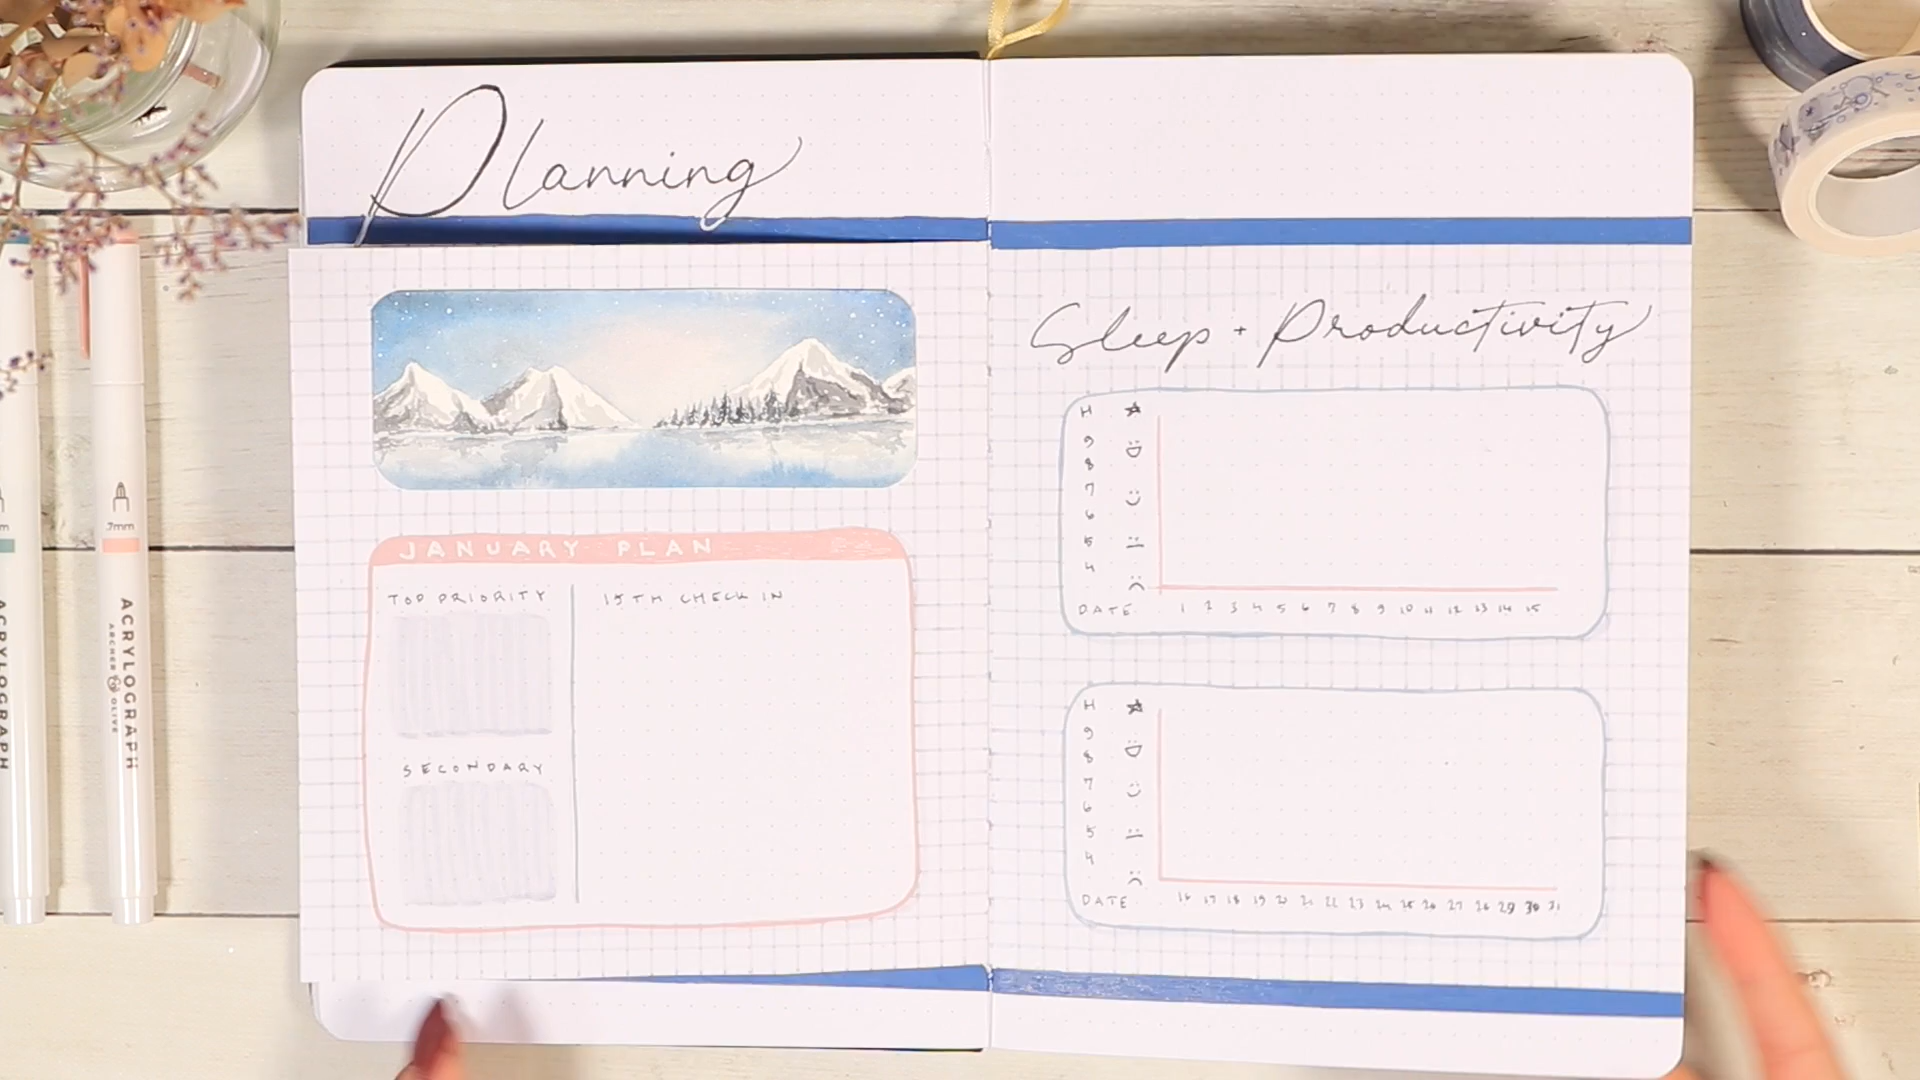 Planning
JANUARY PLAN
TOP PRIORITY
15TH CHECK IN
SECONDARY
Sleep + Productivity
H
9
8
7
6
5
4
DATE 1 2 3 4 5 6 7 8 9 10 11 12 13 14 15
H
9
8
7
6
5
4
DATE 16 17 18 19 20 21 22 23 24 25 26 27 28 29 30 31
.7mm
ACRYLOGRAPH
ARCHER & OLIVE
ACRYLOGRAPH